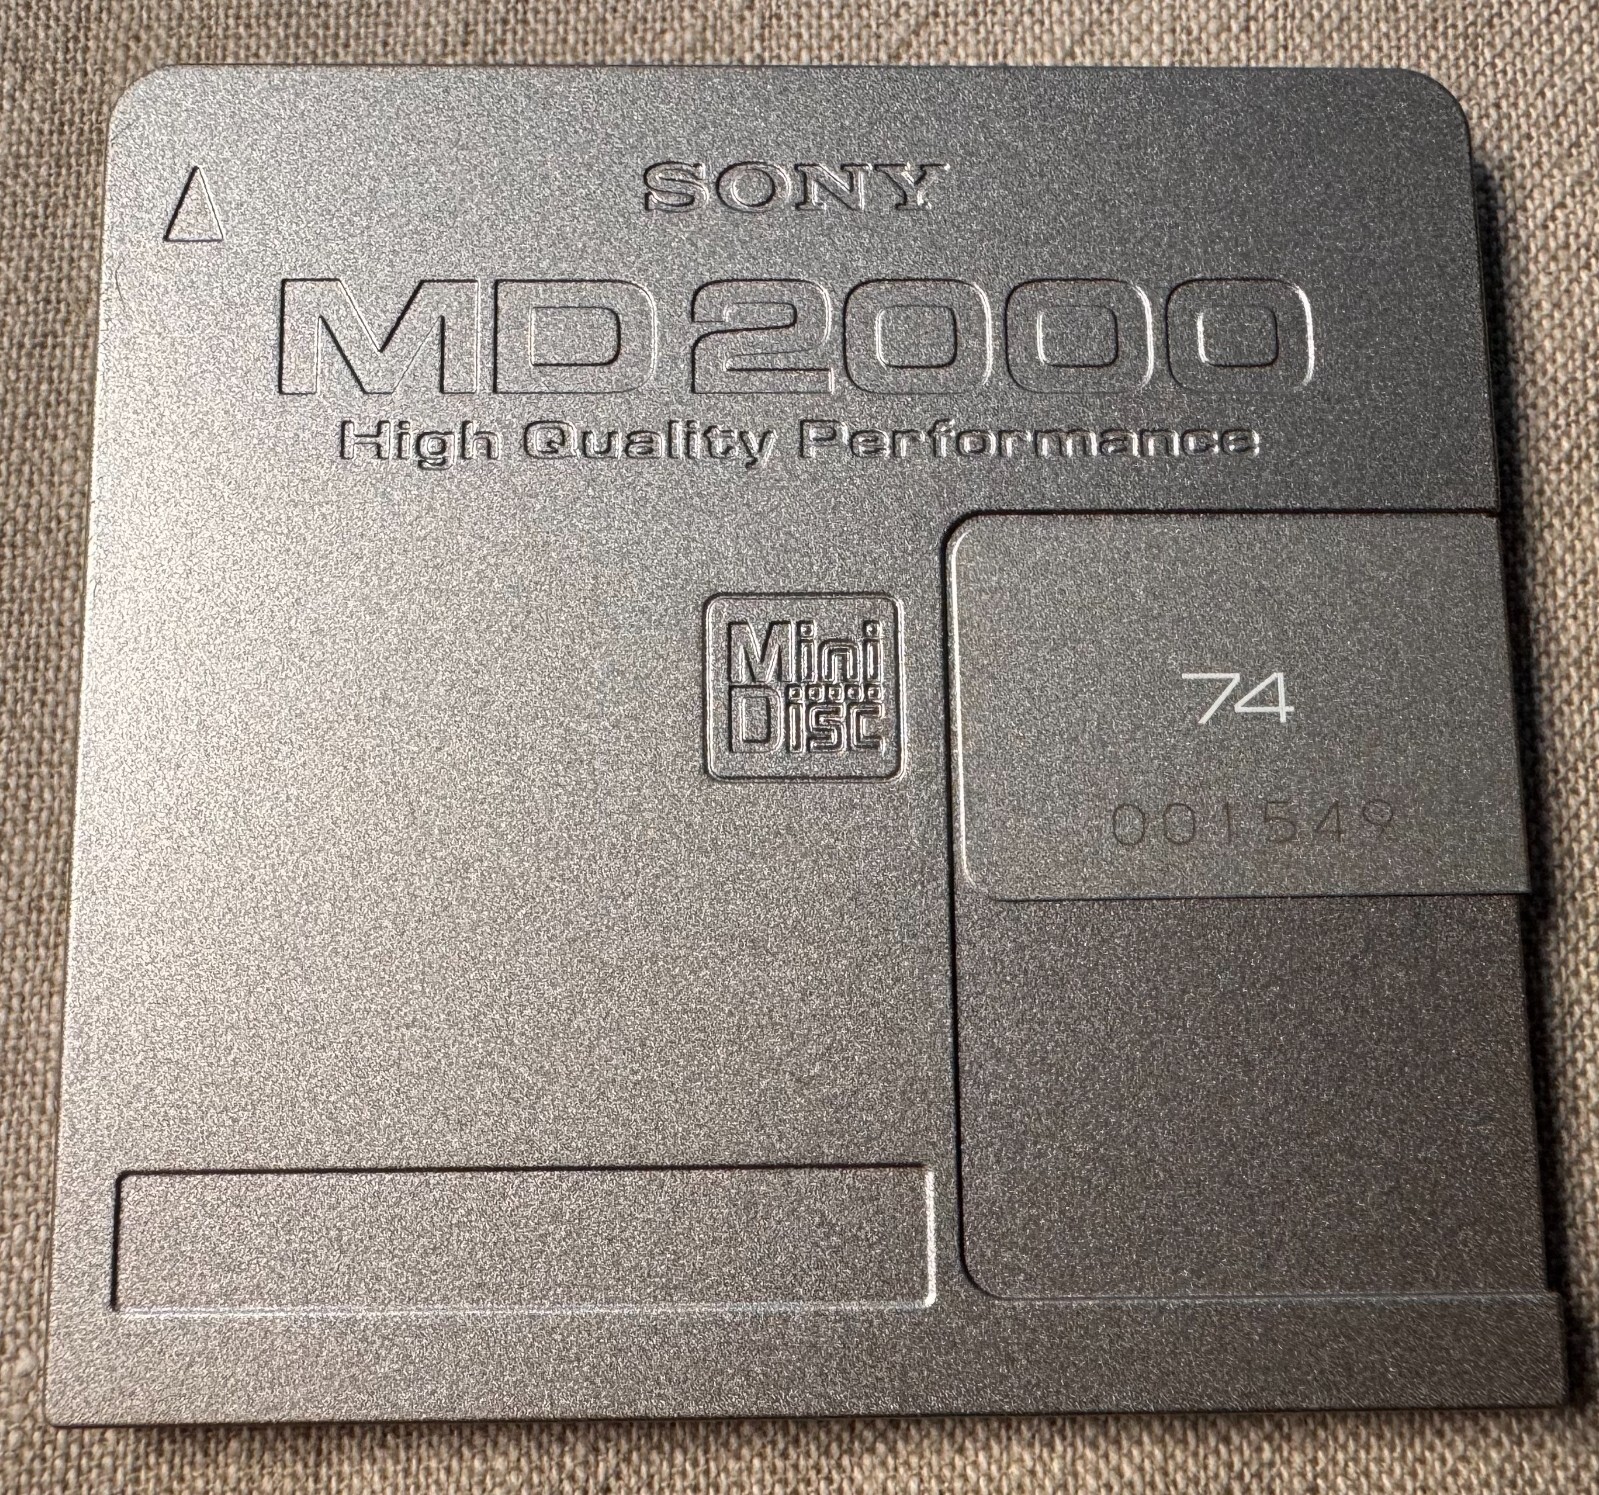 SONY
MD2000
High Quality Performance
Mini
Disc
74
001549